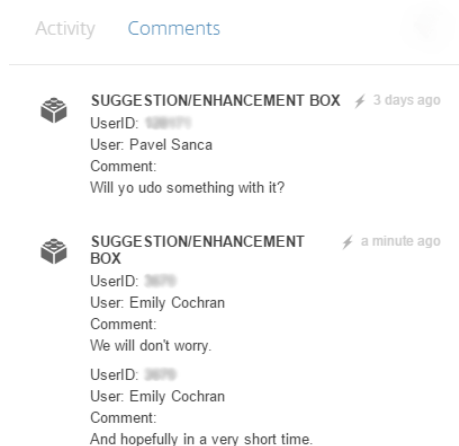 Activity Comments
SUGGESTION/ENHANCEMENT BOX 3 days ago
UserID:
User: Pavel Sanca
Comment:
Will yo udo something with it?
SUGGESTION/ENHANCEMENT a minute ago
BOX
UserID:
User: Emily Cochran
Comment:
We will don't worry.
UserID:
User: Emily Cochran
Comment:
And hopefully in a very short time.